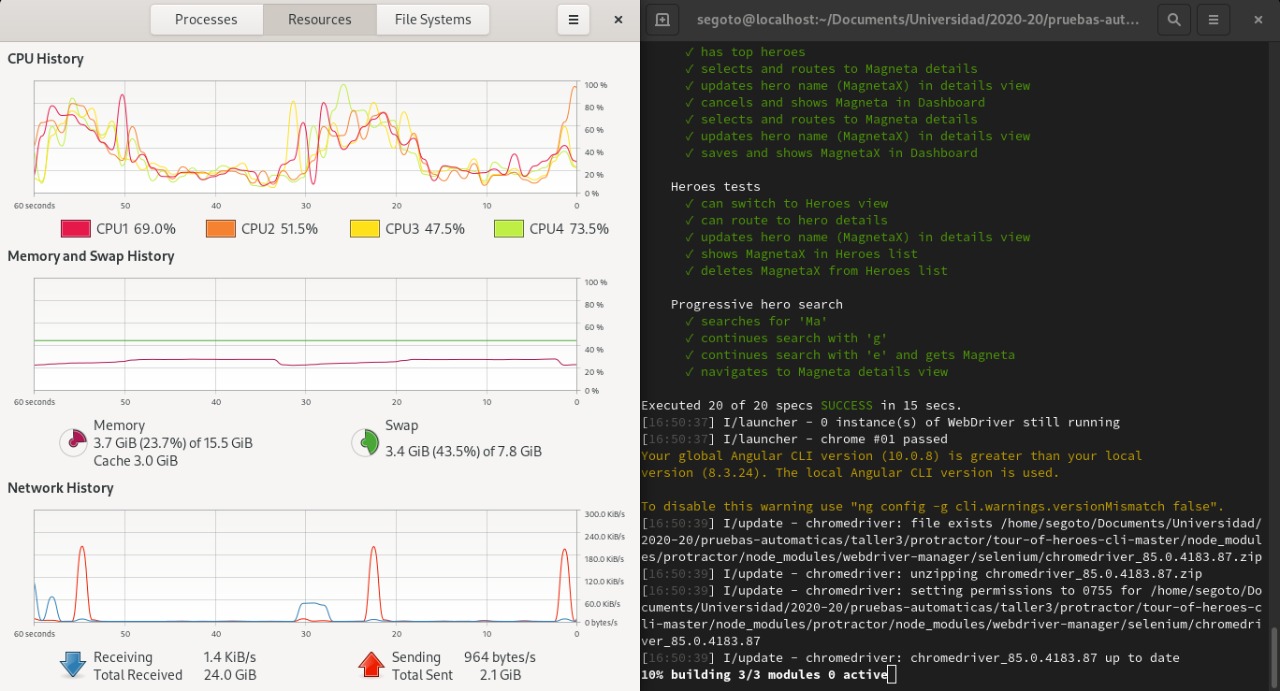 Processes
Resources
File Systems
CPU History
100 %
80 %
60 %
40 %
20 %
0 %
60 seconds 50 40 30 20 10 0
CPU1 69.0% CPU2 51.5% CPU3 47.5% CPU4 73.5%
Memory and Swap History
100 %
80 %
60 %
40 %
20 %
0 %
60 seconds 50 40 30 20 10 0
Memory
3.7 GiB (23.7%) of 15.5 GiB
Cache 3.0 GiB
Swap
3.4 GiB (43.5%) of 7.8 GiB
Network History
300.0 KiB/s
240.0 KiB/s
180.0 KiB/s
120.0 KiB/s
60.0 KiB/s
0 bytes/s
60 seconds 50 40 30 20 10 0
Receiving 1.4 KiB/s
Total Received 24.0 GiB
Sending 964 bytes/s
Total Sent 2.1 GiB
segoto@localhost:~/Documents/Universidad/2020-20/pruebas-aut...
✓ has top heroes
✓ selects and routes to Magneta details
✓ updates hero name (MagnetaX) in details view
✓ cancels and shows Magneta in Dashboard
✓ selects and routes to Magneta details
✓ updates hero name (MagnetaX) in details view
✓ saves and shows MagnetaX in Dashboard
Heroes tests
✓ can switch to Heroes view
✓ can route to hero details
✓ updates hero name (MagnetaX) in details view
✓ shows MagnetaX in Heroes list
✓ deletes MagnetaX from Heroes list
Progressive hero search
✓ searches for 'Ma'
✓ continues search with 'g'
✓ continues search with 'e' and gets Magneta
✓ navigates to Magneta details view
Executed 20 of 20 specs SUCCESS in 15 secs.
[16:50:37] I/launcher - 0 instance(s) of WebDriver still running
[16:50:37] I/launcher - chrome #01 passed
Your global Angular CLI version (10.0.8) is greater than your local
version (8.3.24). The local Angular CLI version is used.
To disable this warning use "ng config -g cli.warnings.versionMismatch false".
[16:50:39] I/update - chromedriver: file exists /home/segoto/Documents/Universidad/
2020-20/pruebas-automaticas/taller3/protractor/tour-of-heroes-cli-master/node_modul
es/protractor/node_modules/webdriver-manager/selenium/chromedriver_85.0.4183.87.zip
[16:50:39] I/update - chromedriver: unzipping chromedriver_85.0.4183.87.zip
[16:50:39] I/update - chromedriver: setting permissions to 0755 for /home/segoto/Do
cuments/Universidad/2020-20/pruebas-automaticas/taller3/protractor/tour-of-heroes-c
li-master/node_modules/protractor/node_modules/webdriver-manager/selenium/chromedri
ver_85.0.4183.87
[16:50:39] I/update - chromedriver: chromedriver_85.0.4183.87 up to date
10% building 3/3 modules 0 active